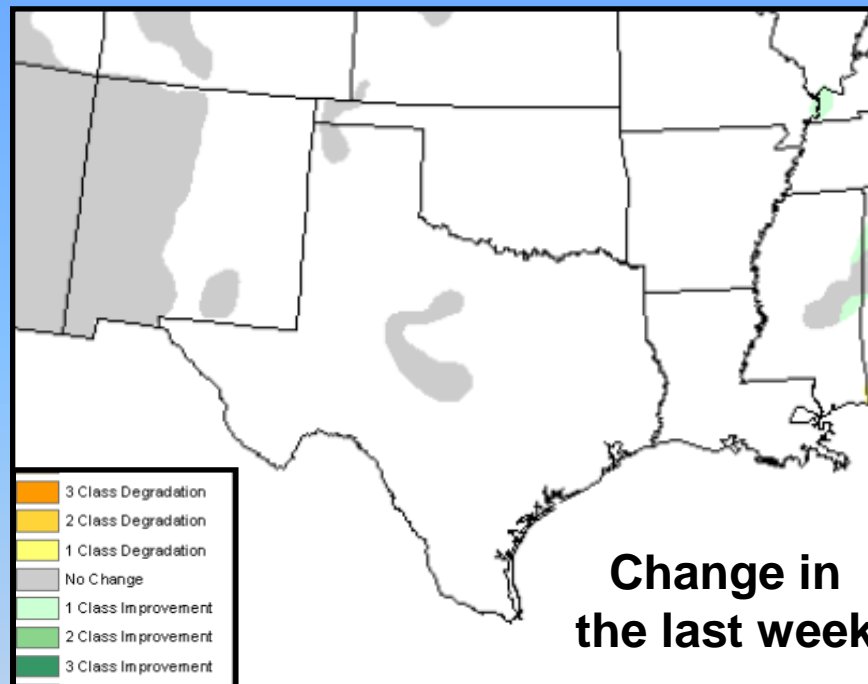 3 Class Degradation
2 Class Degradation
1 Class Degradation
No Change
1 Class Improvement
2 Class Improvement
3 Class Improvement
Change in
the last week